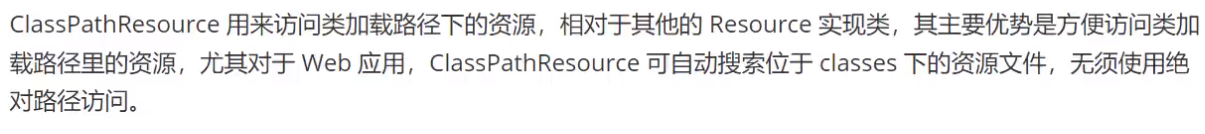 ClassPathResource 用来访问类加载路径下的资源，相对于其他的 Resource 实现类，其主要优势是方便访问类加
载路径里的资源，尤其对于 Web 应用，ClassPathResource 可自动搜索位于 classes 下的资源文件，无须使用绝
对路径访问。